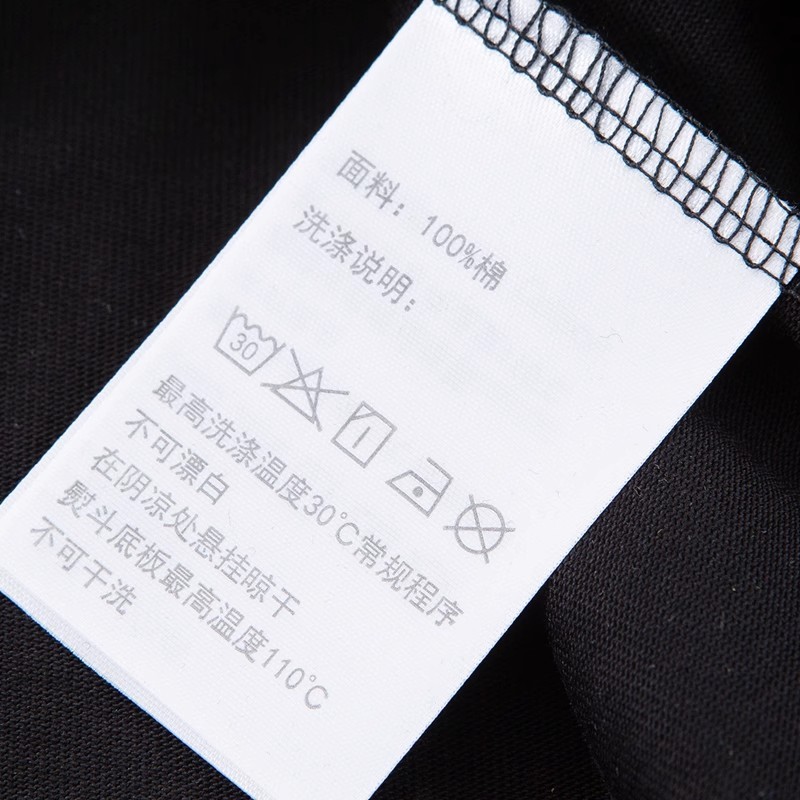 面料：100%棉
洗涤说明：
30
最高洗涤温度30℃常规程序
不可漂白
在阴凉处悬挂晾干
熨斗底板最高温度110℃
不可干洗